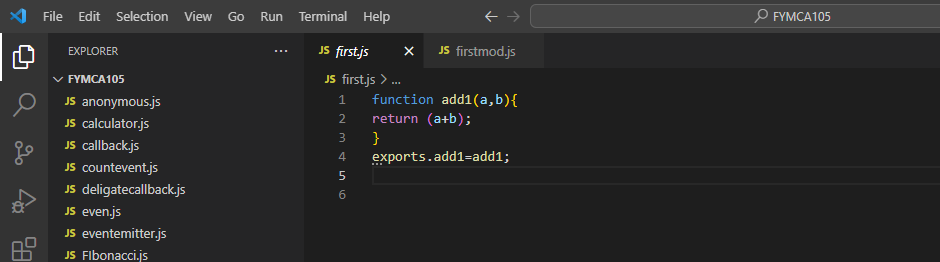 File Edit Selection View Go Run Terminal Help
FYMCA105
EXPLORER
FYMCA105
JS anonymous.js
JS calculator.js
JS callback.js
JS countevent.js
JS deligatecallback.js
JS even.js
JS eventemitter.js
JS FIbonacci.js
JS first.js
JS firstmod.js
JS first.js > ...
1 function add1(a,b){
2 return (a+b);
3 }
4 exports.add1=add1;
5
6